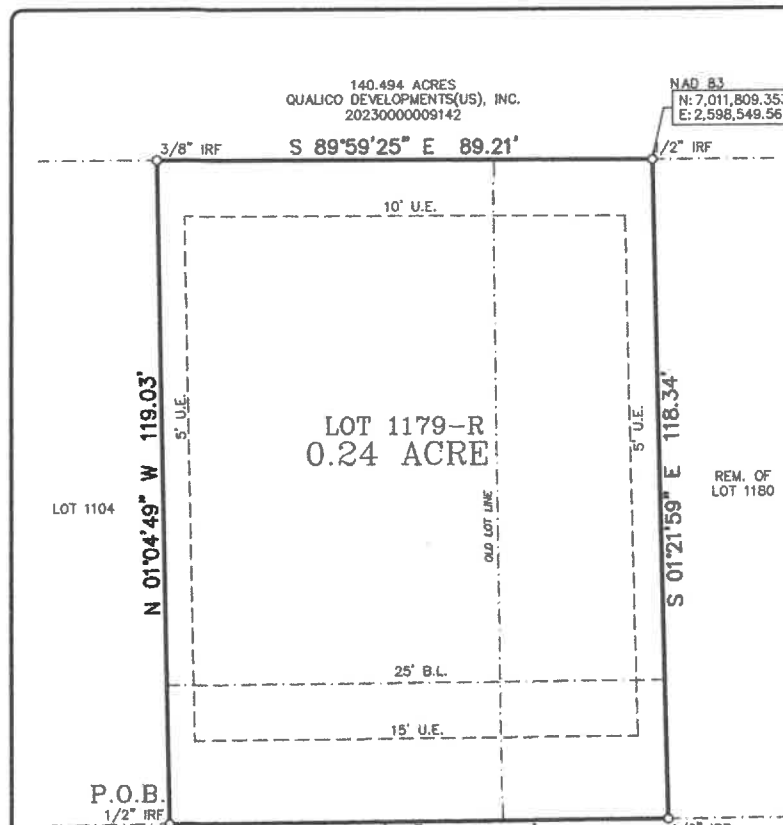 140.494 ACRES
QUALICO DEVELOPMENTS(US), INC.
20230000009142
NAD 83
N: 7,011,809.353
E: 2,598,549.56
3/8" IRF
S 89°59'25" E 89.21'
1/2" IRF
10' U.E.
N 01°04'49" W 119.03'
5' U.E.
LOT 1179-R
0.24 ACRE
5' U.E.
S 01°21'59" E 118.34'
LOT 1104
OLD LOT LINE
REM. OF
LOT 1180
25' B.L.
15' U.E.
P.O.B.
1/2" IRF